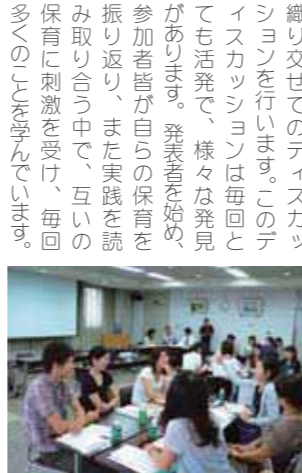 織り交ぜてのディスカッ
ションを行います。このデ
ィスカッションは毎回と
ても活発で、様々な発見
があります。発表者を始め、
参加者皆が自らの保育を
振り返り、また実践を読
み取り合う中で、互いの
保育に刺激を受け、毎回
多くのことを学んでいます。